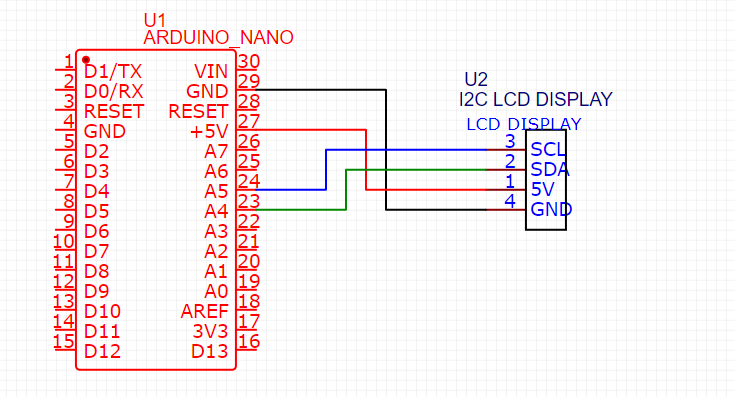 U1
ARDUINO_NANO
1 D1/TX VIN 30
2 D0/RX GND 29
3 RESET RESET 28
4 GND +5V 27
5 D2 A7 26
6 D3 A6 25
7 D4 A5 24
8 D5 A4 23
9 D6 A3 22
10 D7 A2 21
11 D8 A1 20
12 D9 A0 19
13 D10 AREF 18
14 D11 3V3 17
15 D12 D13 16
U2
I2C LCD DISPLAY
LCD DISPLAY
3 SCL
2 SDA
1 5V
4 GND